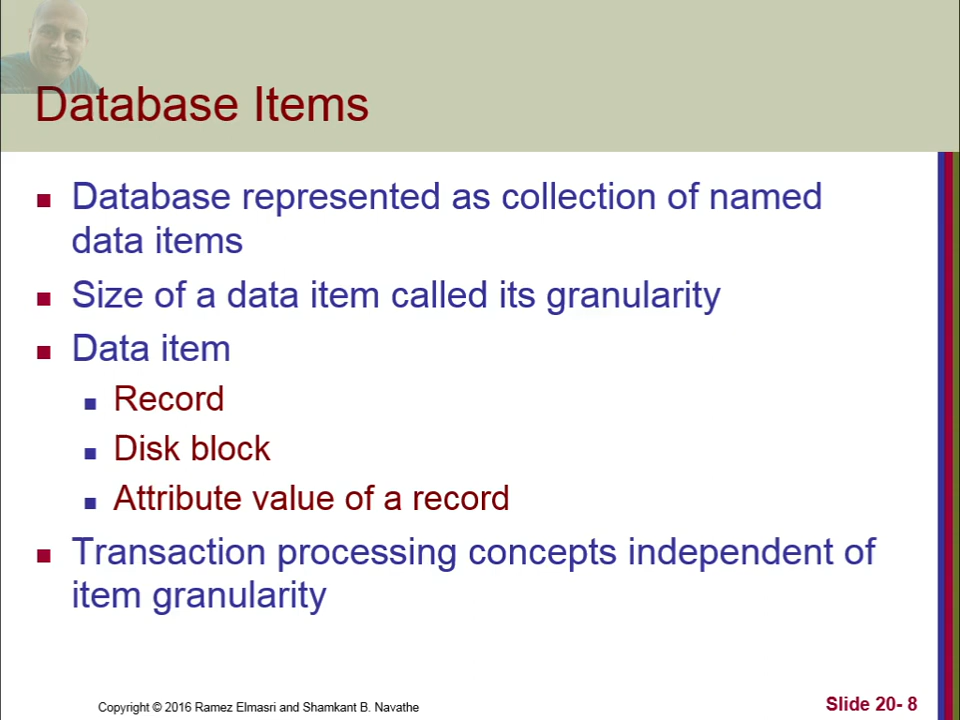 Database Items
Database represented as collection of named
data items
Size of a data item called its granularity
Data item
Record
Disk block
Attribute value of a record
Transaction processing concepts independent of
item granularity
Copyright © 2016 Ramez Elmasri and Shamkant B. Navathe
Slide 20- 8